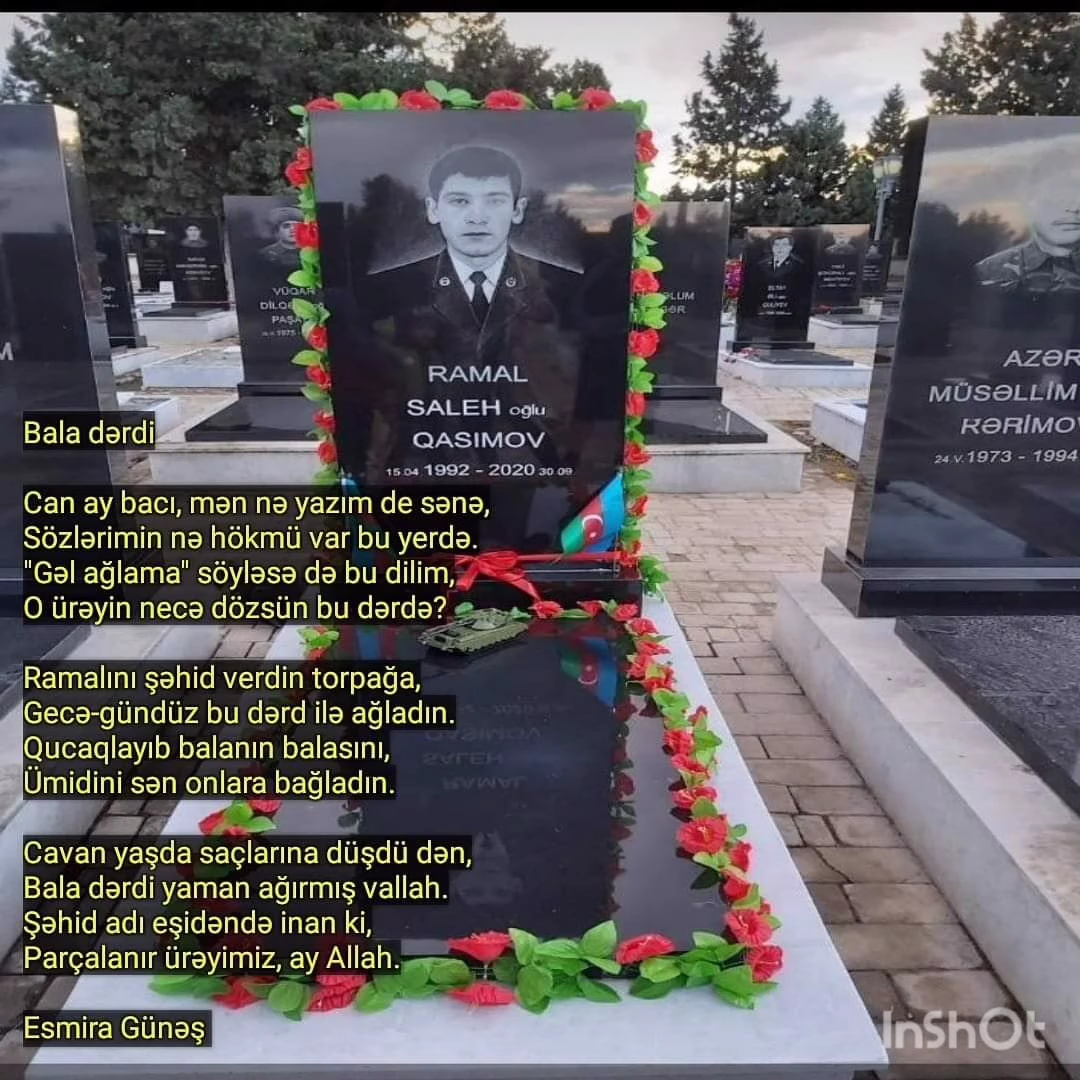 RAMAL
SALEH oğlu
QASIMOV
15.04 1992 - 2020 30.09
VÜQAR
AZƏR
MÜSƏLLİM
KƏRİMOV
24.V.1973 - 1994
Bala dərdi
Can ay bacı, mən nə yazım de sənə,
Sözlərimin nə hökmü var bu yerdə.
"Gəl ağlama" söyləsə də bu dilim,
O ürəyin necə dözsün bu dərdə?
Ramalını şəhid verdin torpağa,
Gecə-gündüz bu dərd ilə ağladın.
Qucaqlayıb balanın balasını,
Ümidini sən onlara bağladın.
Cavan yaşda saçlarına düşdü dən,
Bala dərdi yaman ağırmış vallah.
Şəhid adı eşidəndə inan ki,
Parçalanır ürəyimiz, ay Allah.
Esmira Günəş
InShOt